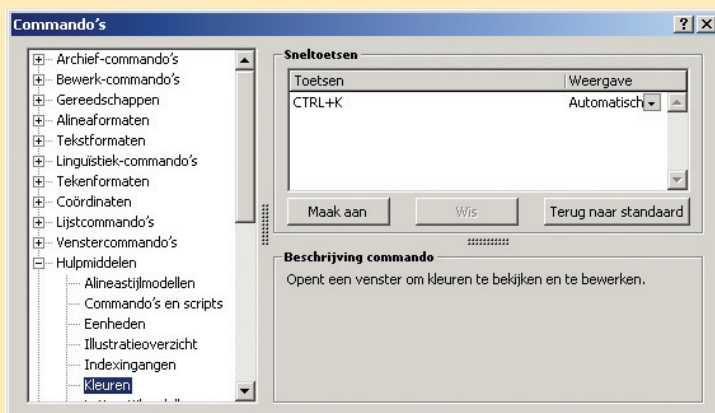 Commando's
Archief-commando's
Bewerk-commando's
Gereedschappen
Alineaformaten
Tekstformaten
Linguïstiek-commando's
Tekenformaten
Coördinaten
Lijstcommando's
Venstercommando's
Hulpmiddelen
Alineastijlmodellen
Commando's en scripts
Eenheden
Illustratieoverzicht
Indexingangen
Kleuren
Sneltoetsen
Toetsen Weergave
CTRL+K Automatisch
Maak aan Wis Terug naar standaard
Beschrijving commando
Opent een venster om kleuren te bekijken en te bewerken.